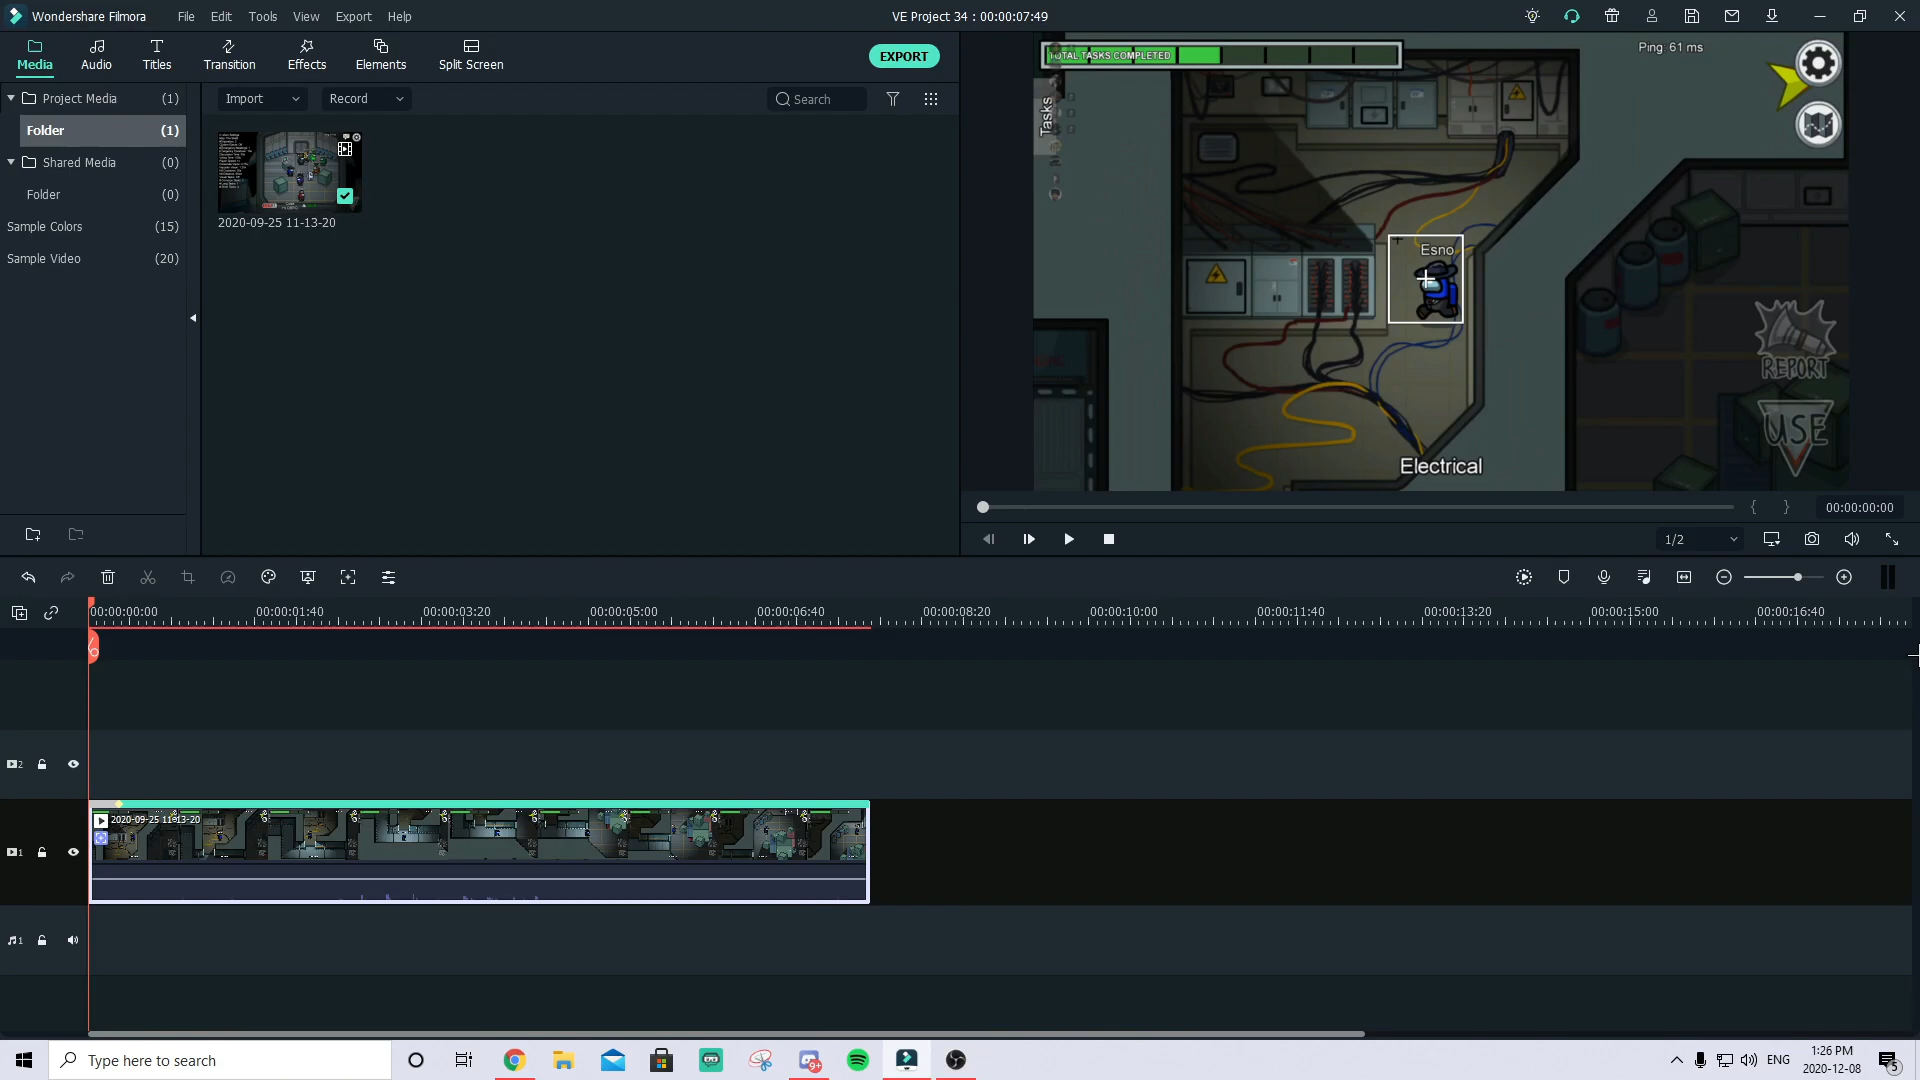 Wondershare Filmora File Edit Tools View Export Help VE Project 34 : 00:00:07:49
Media Audio Titles Transition Effects Elements Split Screen EXPORT
Project Media (1)
Folder (1)
Shared Media (0)
Folder (0)
Sample Colors (15)
Sample Video (20)
Import Record Search
2020-09-25 11-13-20
TOTAL TASKS COMPLETED
Ping: 61 ms
Tasks
Esno
REPORT
USE
Electrical
{ } 00:00:00:00
1/2
00:00:00:00 00:00:01:40 00:00:03:20 00:00:05:00 00:00:06:40 00:00:08:20 00:00:10:00 00:00:11:40 00:00:13:20 00:00:15:00 00:00:16:40
2
2020-09-25 11-13-20
1
1
Type here to search
9+
ENG
1:26 PM
2020-12-08
5